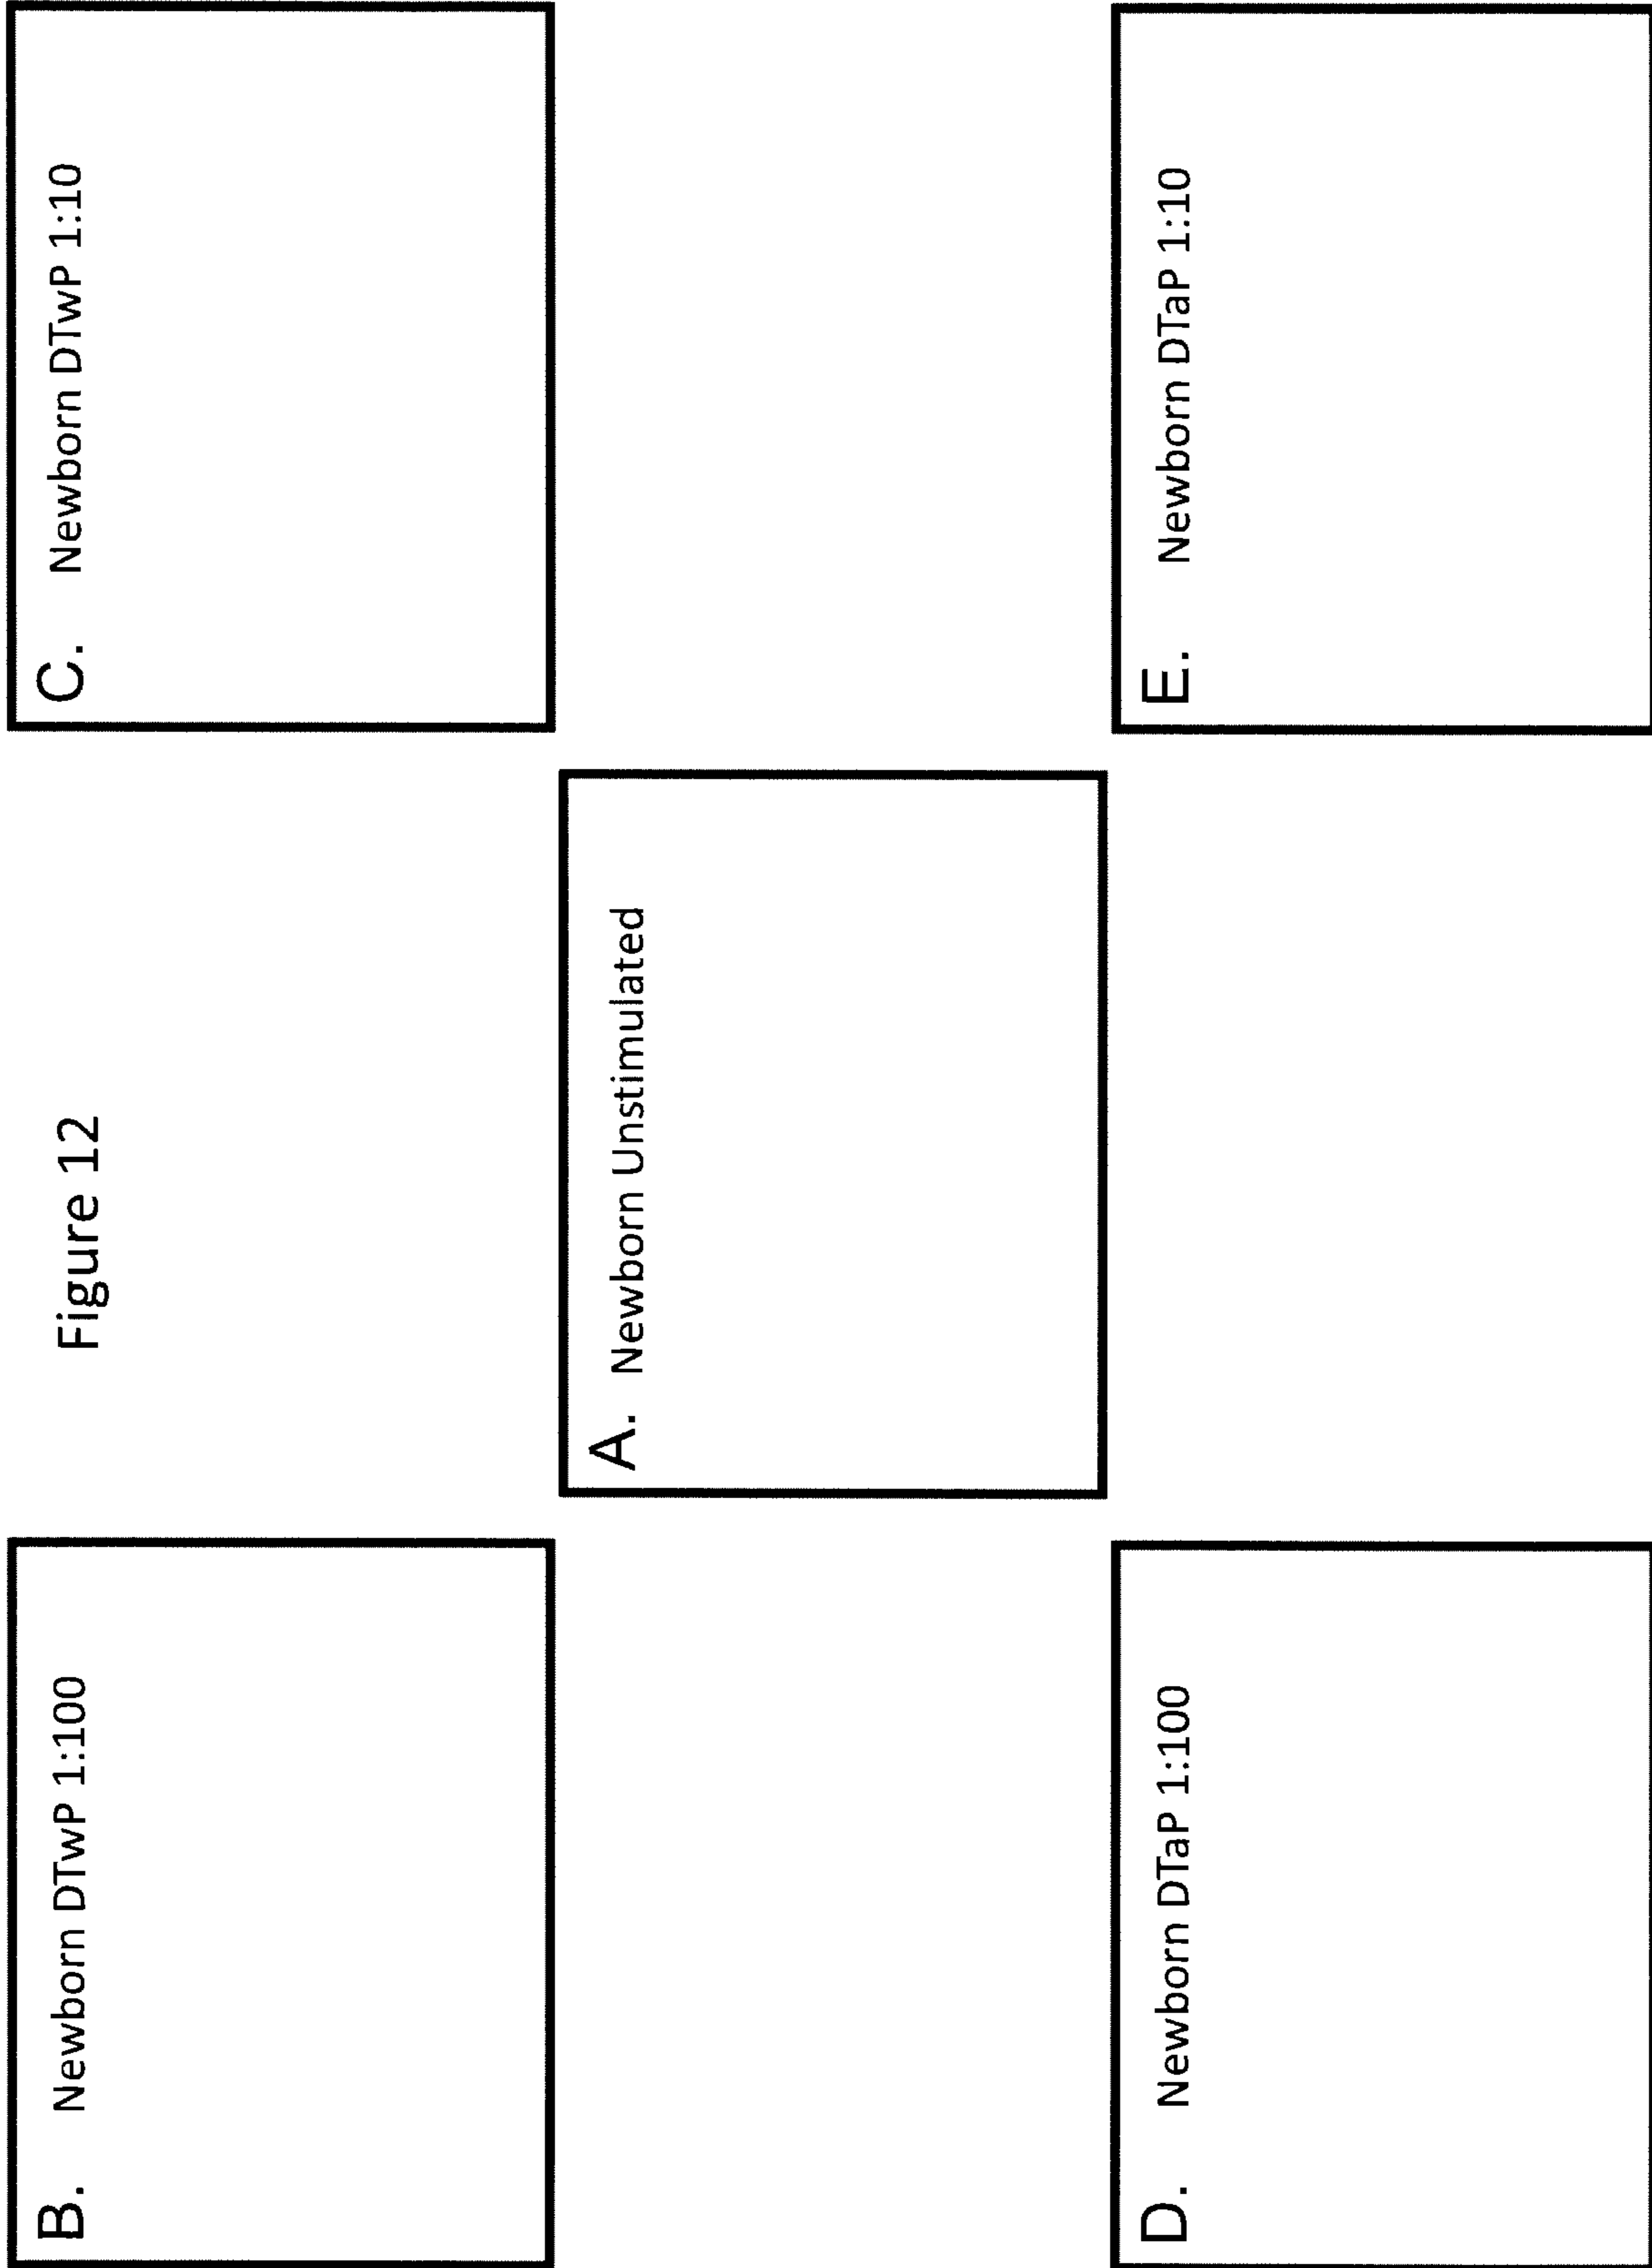 Figure 12
B. Newborn DTwP 1:100
C. Newborn DTwP 1:10
A. Newborn Unstimulated
D. Newborn DTaP 1:100
E. Newborn DTaP 1:10